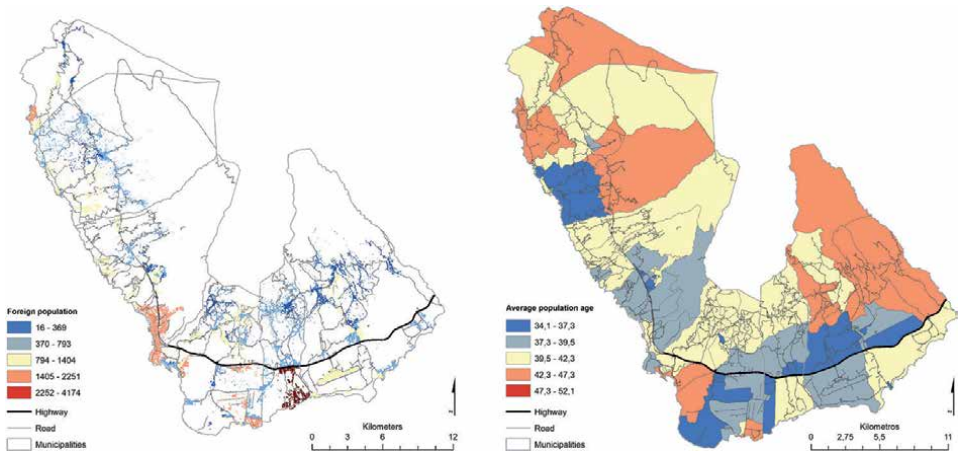 Foreign population
16 - 369
370 - 793
794 - 1404
1405 - 2251
2252 - 4174
Highway
Road
Municipalities
Kilometers
0 3 6 12
Average population age
34,1 - 37,3
37,3 - 39,5
39,5 - 42,3
42,3 - 47,3
47,3 - 52,1
Highway
Road
Municipalities
Kilometros
0 2,75 5,5 11